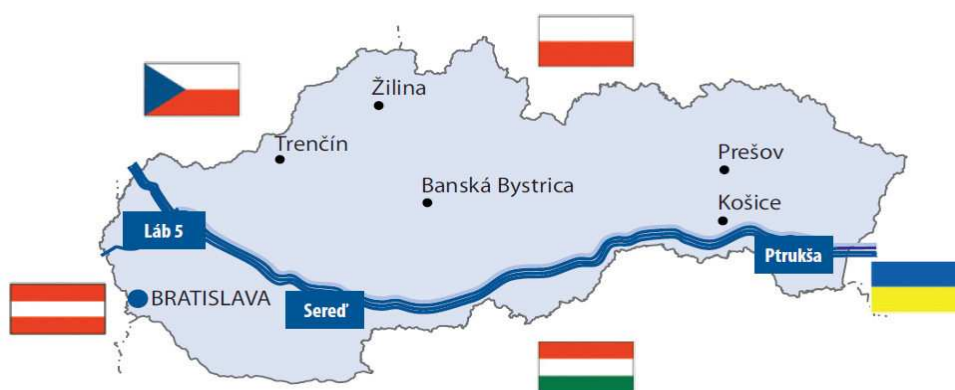 Žilina
Trenčín
Prešov
Banská Bystrica
Košice
Láb 5
Ptrukša
BRATISLAVA
Sereď